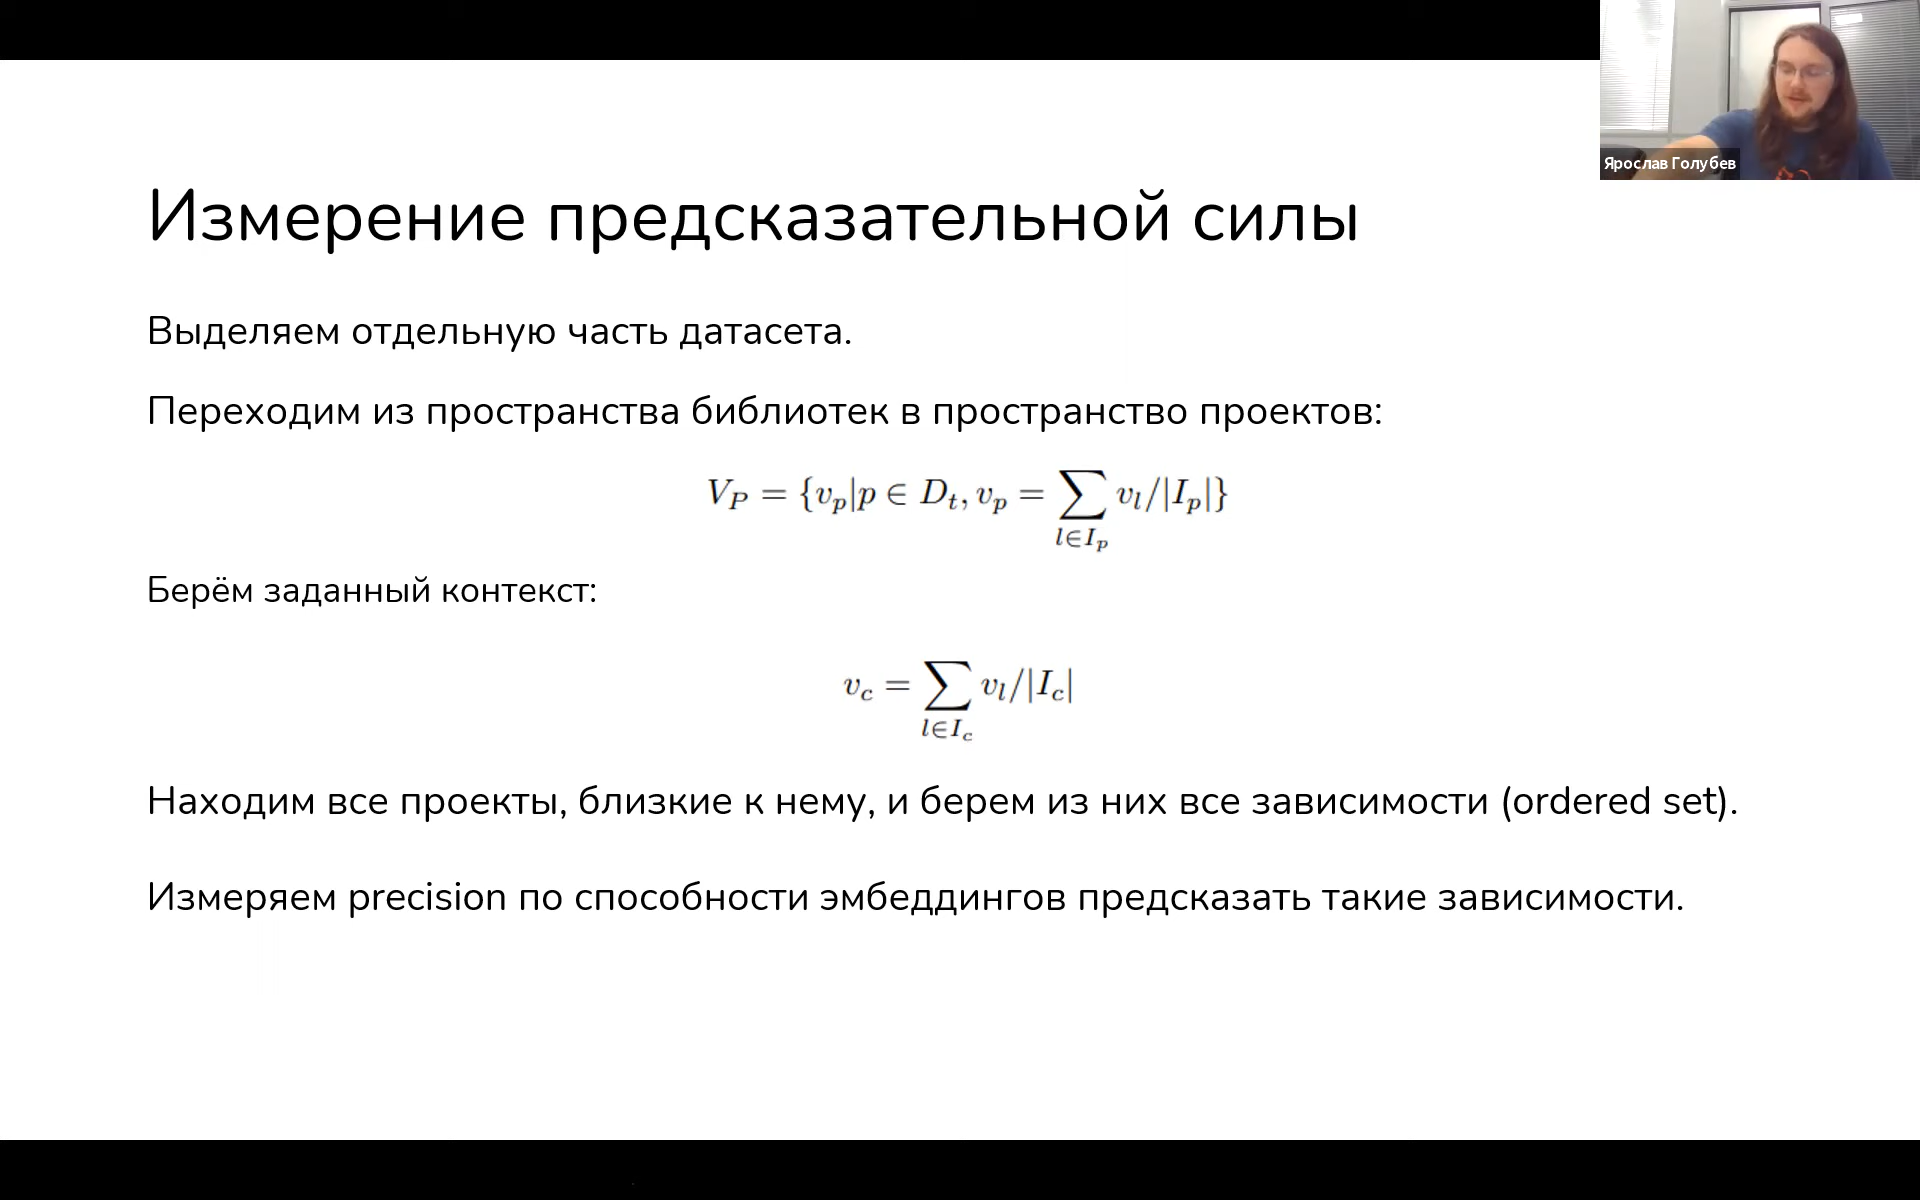 Ярослав Голубев
Измерение предсказательной силы
Выделяем отдельную часть датасета.
Переходим из пространства библиотек в пространство проектов:
V_P = {v_p|p ∈ D_t, v_p = ∑_{l∈I_p} v_l/|I_p|}
Берём заданный контекст:
v_c = ∑_{l∈I_c} v_l/|I_c|
Находим все проекты, близкие к нему, и берем из них все зависимости (ordered set).
Измеряем precision по способности эмбеддингов предсказать такие зависимости.